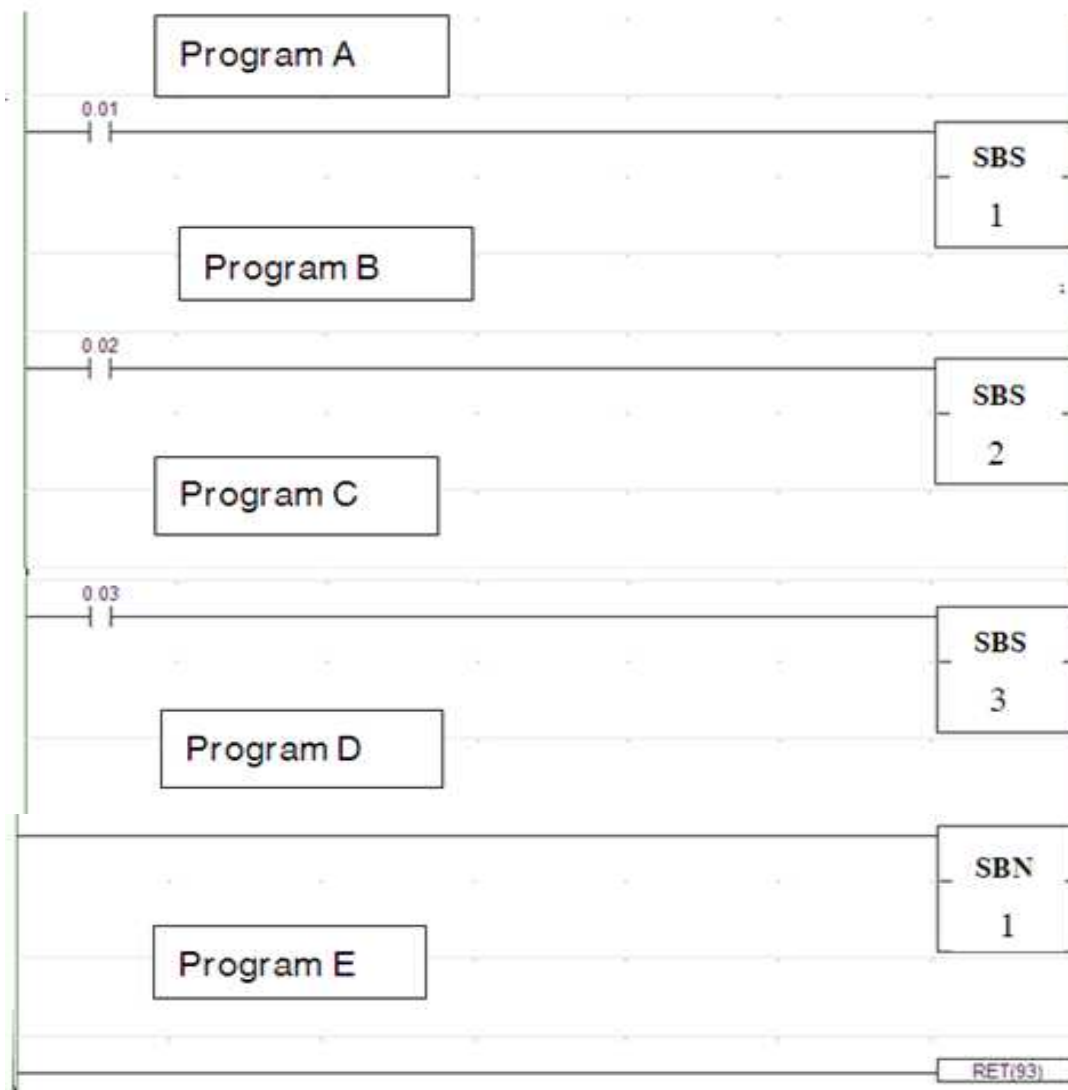 Program A
0.01
SBS
1
Program B
0.02
SBS
2
Program C
0.03
SBS
3
Program D
SBN
1
Program E
RET(93)